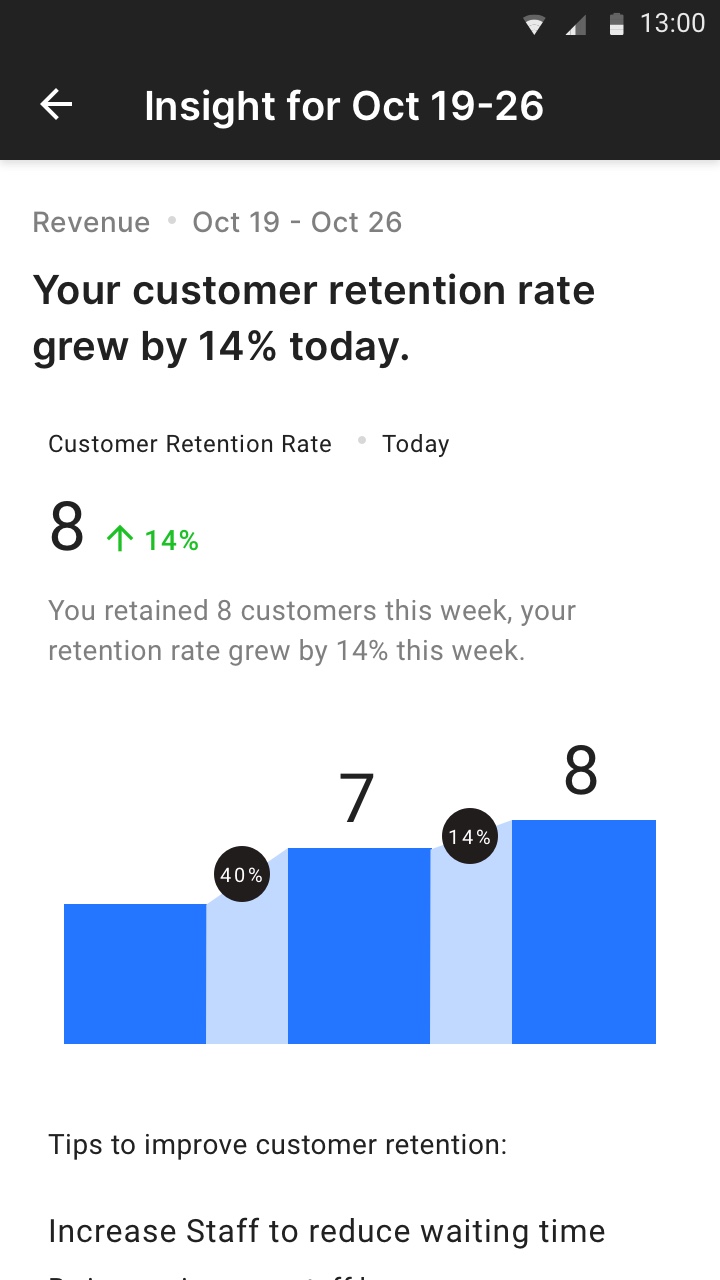 13:00
Insight for Oct 19-26
Revenue • Oct 19 - Oct 26
Your customer retention rate
grew by 14% today.
Customer Retention Rate • Today
8 ↑ 14%
You retained 8 customers this week, your
retention rate grew by 14% this week.
8
7
14%
40%
Tips to improve customer retention:
Increase Staff to reduce waiting time